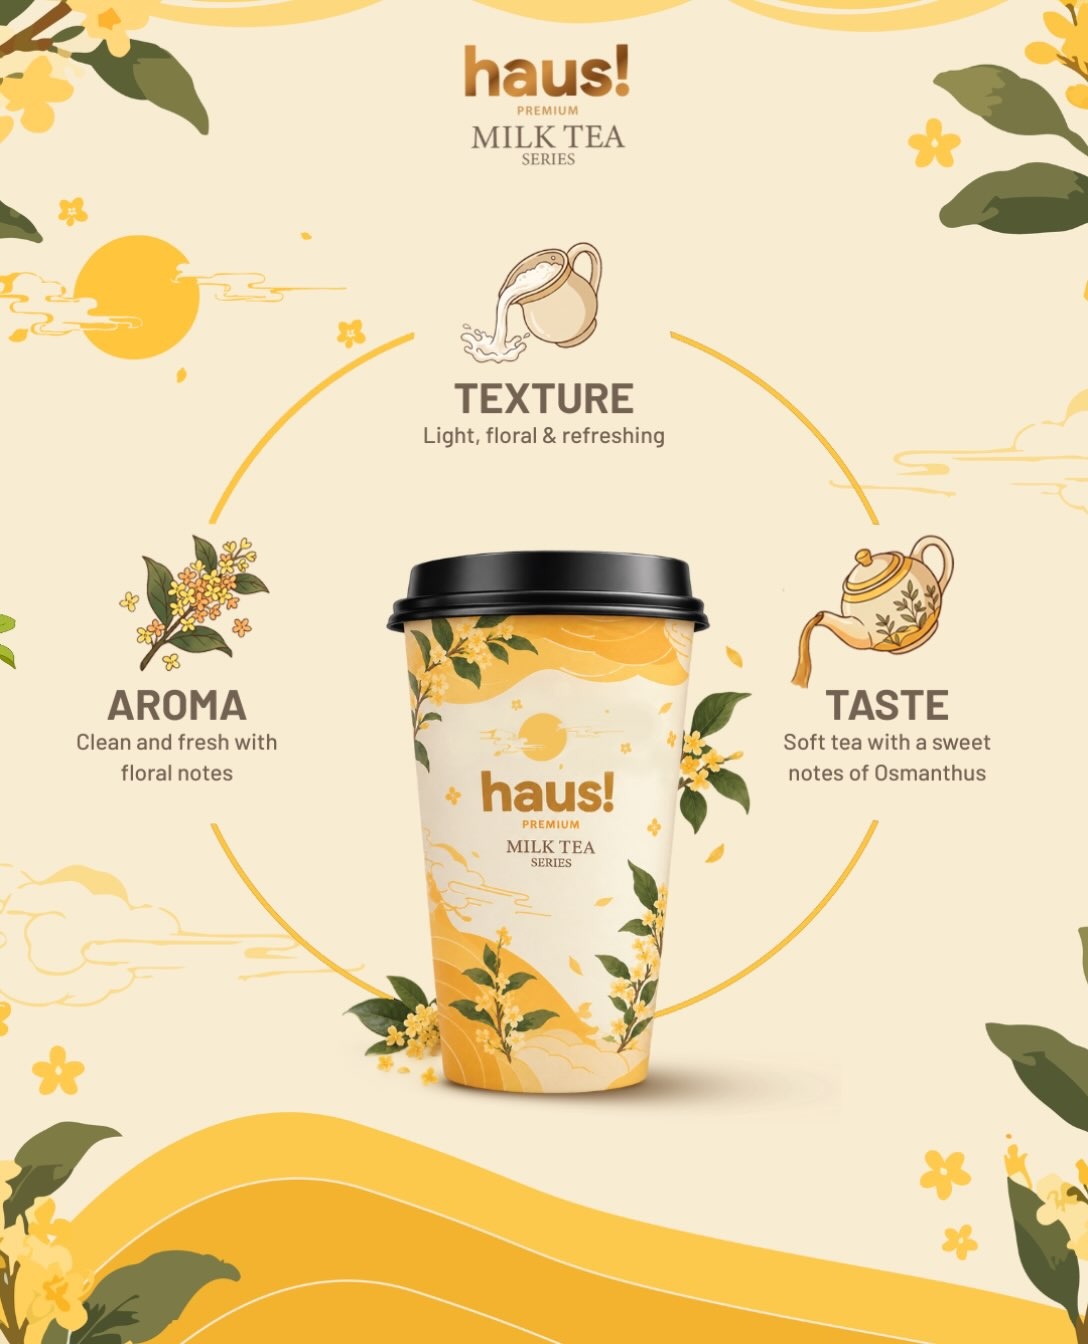 haus!
PREMIUM
MILK TEA
SERIES
TEXTURE
Light, floral & refreshing
AROMA
Clean and fresh with
floral notes
TASTE
Soft tea with a sweet
notes of Osmanthus
haus!
PREMIUM
MILK TEA
SERIES